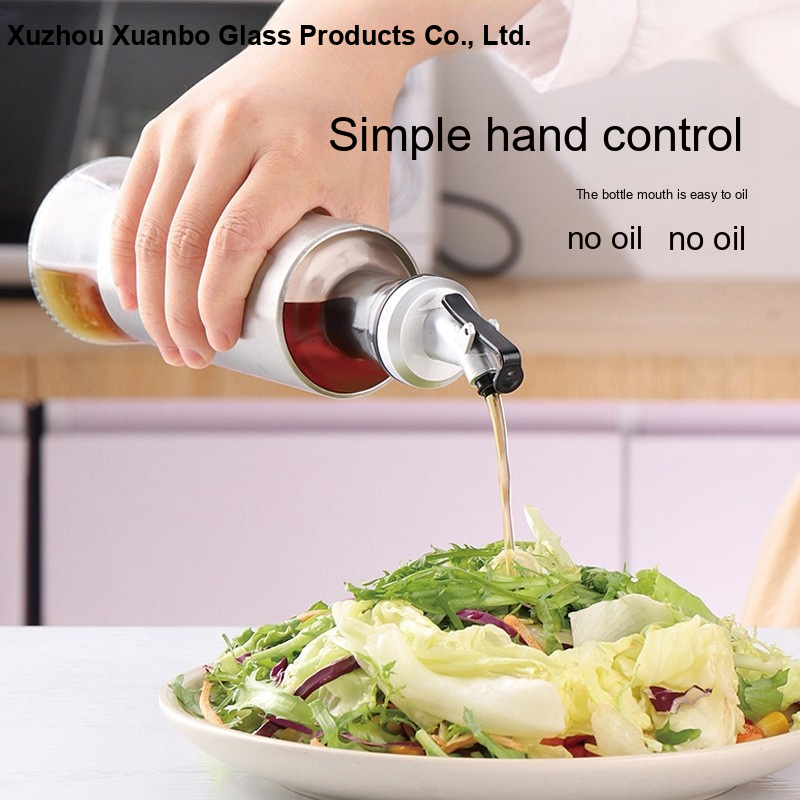 Xuzhou Xuanbo Glass Products Co., Ltd.
Simple hand control
The bottle mouth is easy to oil
no oil no oil